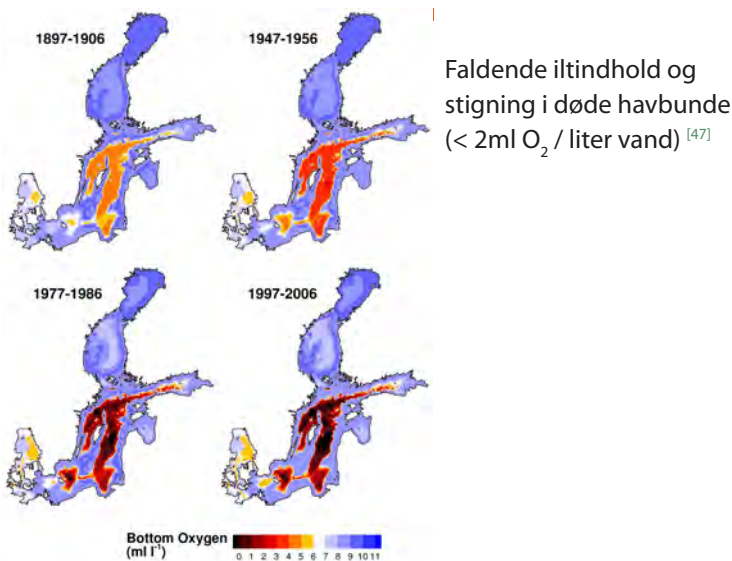 1897-1906
1947-1956
Faldende iltindhold og
stigning i døde havbunde
(< 2ml O₂ / liter vand) [47]
1977-1986
1997-2006
Bottom Oxygen
(ml l⁻¹)
0 1 2 3 4 5 6 7 8 9 10 11